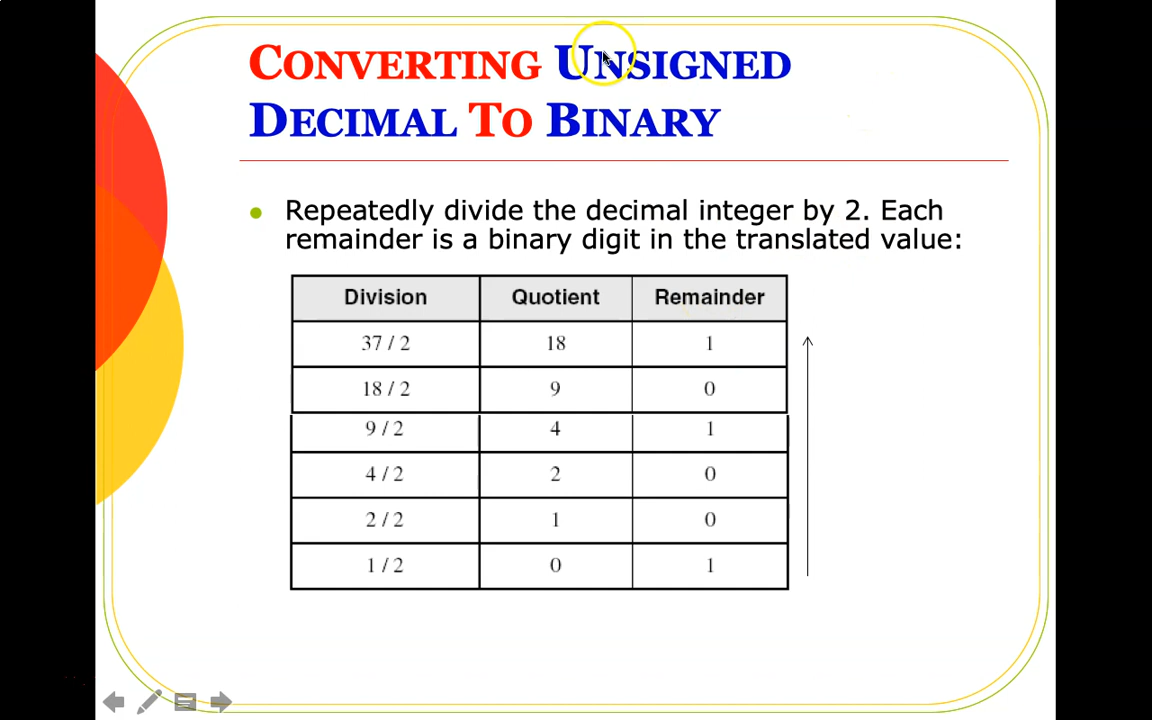 CONVERTING UNSIGNED
DECIMAL TO BINARY
Repeatedly divide the decimal integer by 2. Each
remainder is a binary digit in the translated value:
Division Quotient Remainder
37 / 2 18 1
18 / 2 9 0
9 / 2 4 1
4 / 2 2 0
2 / 2 1 0
1 / 2 0 1